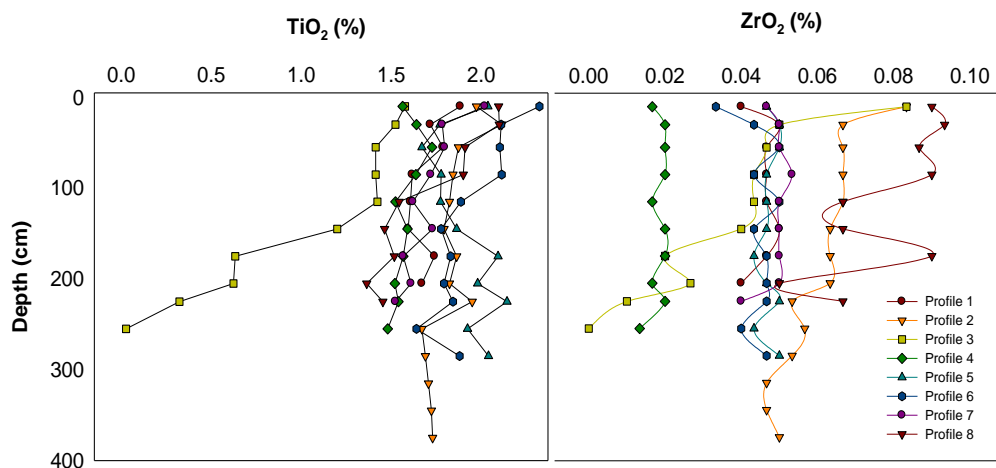 TiO2 (%)
ZrO2 (%)
0.0 0.5 1.0 1.5 2.0
0.00 0.02 0.04 0.06 0.08 0.10
0
100
200
300
400
Depth (cm)
Profile 1
Profile 2
Profile 3
Profile 4
Profile 5
Profile 6
Profile 7
Profile 8